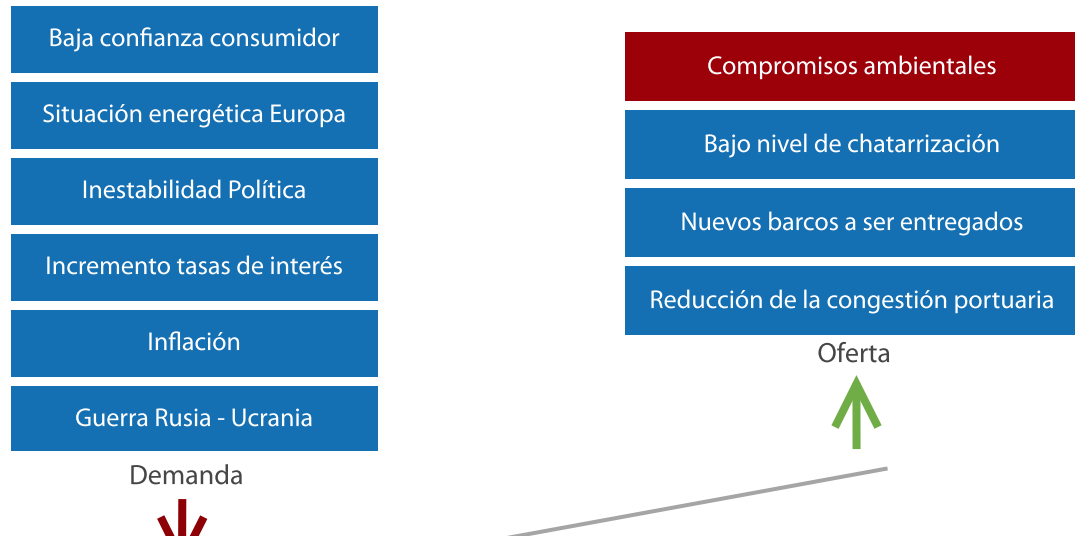 Baja confianza consumidor
Situación energética Europa
Inestabilidad Política
Incremento tasas de interés
Inflación
Guerra Rusia - Ucrania
Demanda
Compromisos ambientales
Bajo nivel de chatarrización
Nuevos barcos a ser entregados
Reducción de la congestión portuaria
Oferta